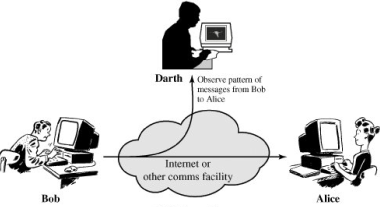 Darth
Observe pattern of
messages from Bob
to Alice
Internet or
other comms facility
Bob
Alice